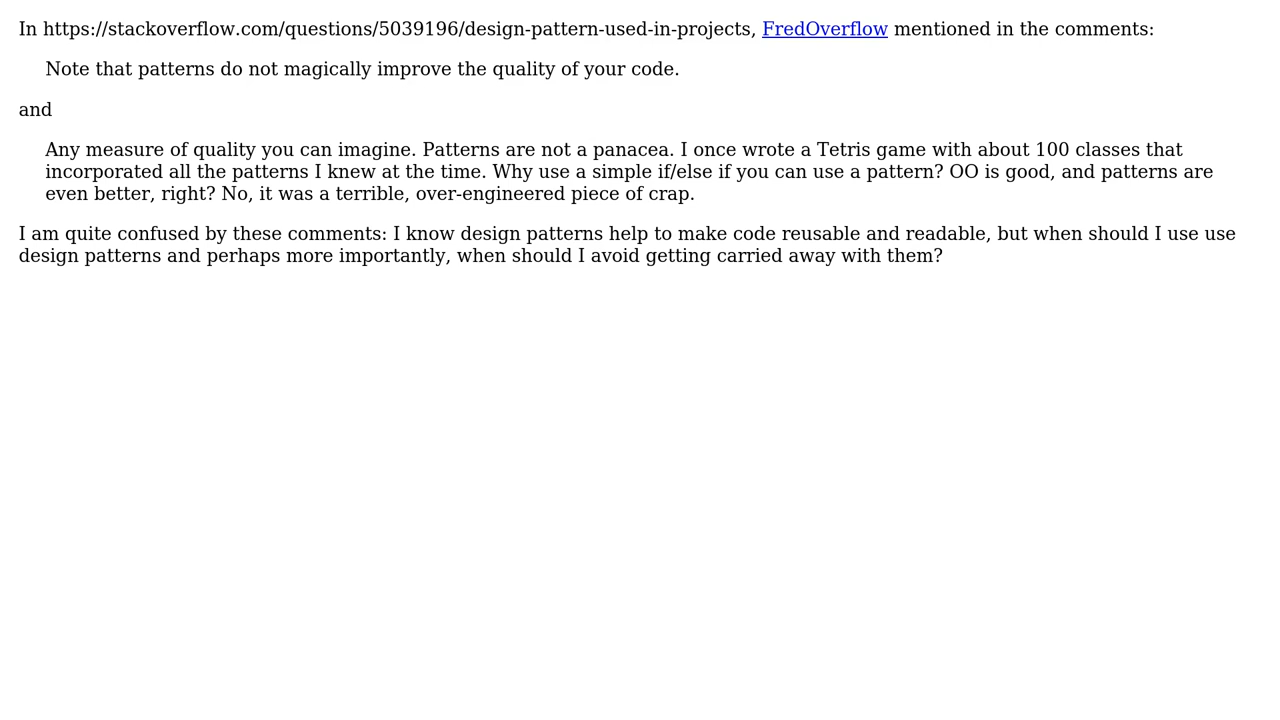 In https://stackoverflow.com/questions/5039196/design-pattern-used-in-projects, FredOverflow mentioned in the comments:
Note that patterns do not magically improve the quality of your code.
and
Any measure of quality you can imagine. Patterns are not a panacea. I once wrote a Tetris game with about 100 classes that
incorporated all the patterns I knew at the time. Why use a simple if/else if you can use a pattern? OO is good, and patterns are
even better, right? No, it was a terrible, over-engineered piece of crap.
I am quite confused by these comments: I know design patterns help to make code reusable and readable, but when should I use use
design patterns and perhaps more importantly, when should I avoid getting carried away with them?